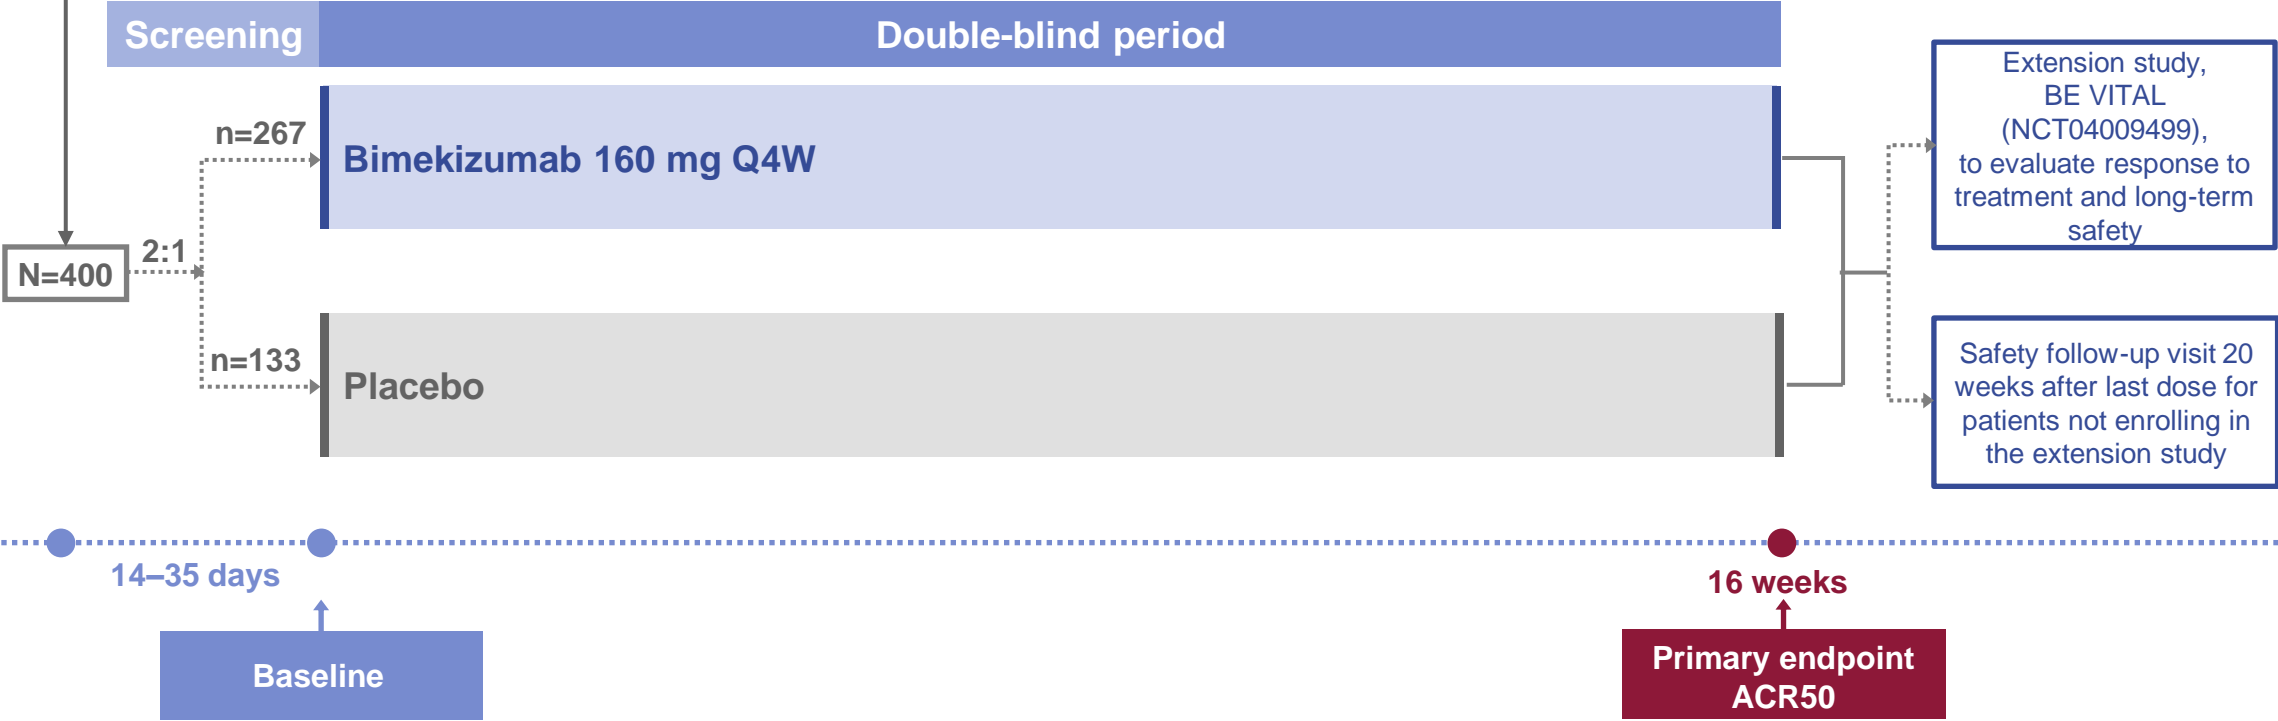 Screening
Double-blind period
n=267
Bimekizumab 160 mg Q4W
N=400
2:1
n=133
Placebo
Extension study,
BE VITAL
(NCT04009499),
to evaluate response to
treatment and long-term
safety
Safety follow-up visit 20
weeks after last dose for
patients not enrolling in
the extension study
14–35 days
16 weeks
Baseline
Primary endpoint
ACR50